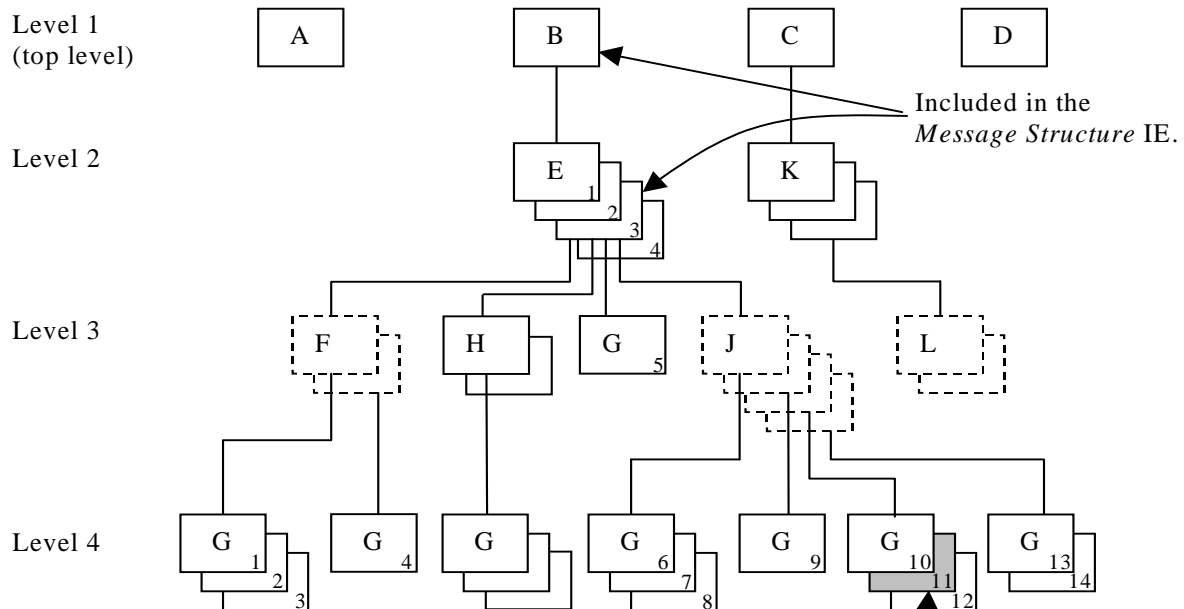 Level 1
(top level)
A
B
C
D
Included in the
Message Structure IE.
Level 2
E
1
2
3
4
K
Level 3
F
H
G
5
J
L
Level 4
G
1
2
3
G
4
G
G
6
7
8
G
9
G
10
11
12
G
13
14